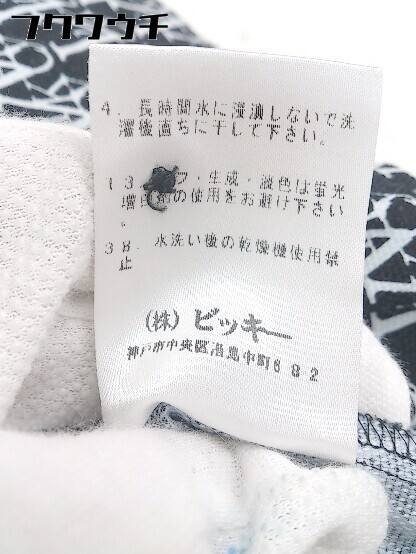 フクワウチ
4. 長時間水に浸漬しないで洗
濯後直ちに干して下さい。
13 フ・生成・淡色は蛍光
増白剤の使用をお避け下さい
38. 水洗い後の乾燥機使用禁
止
(株) ビッキー
神戸市中央区港島中町682